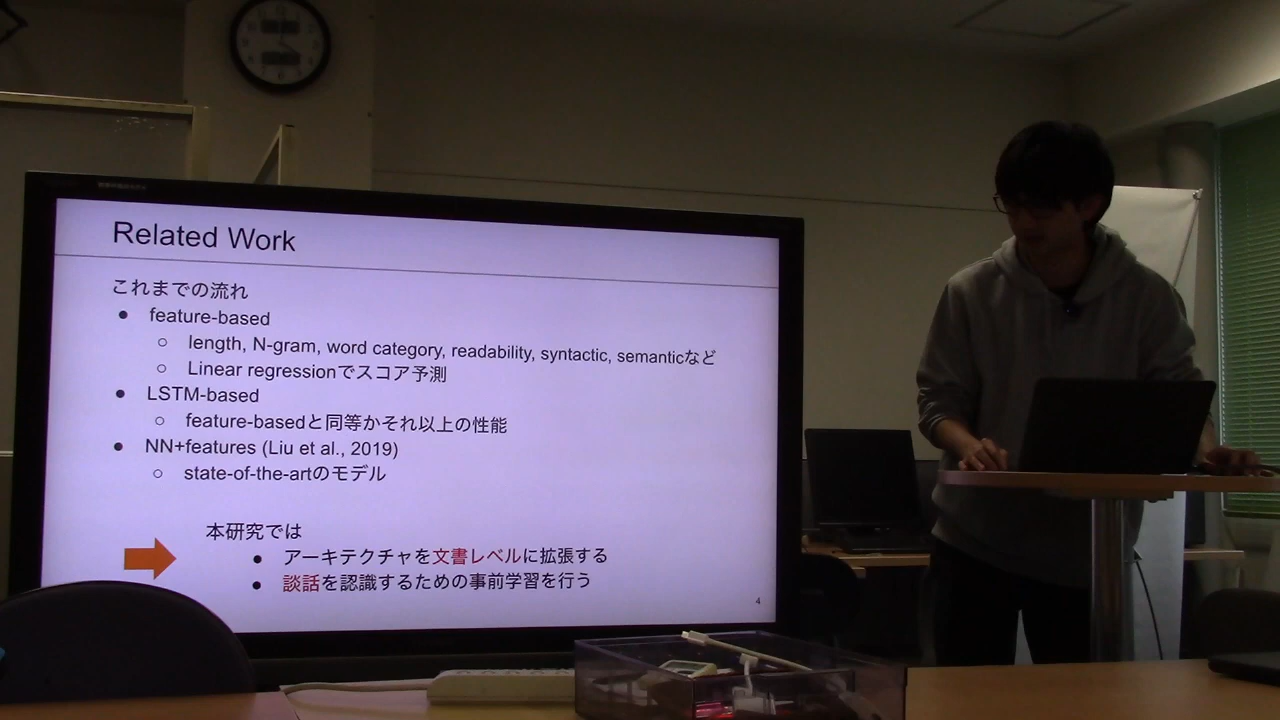 Related Work
これまでの流れ
● feature-based
○ length, N-gram, word category, readability, syntactic, semanticなど
○ Linear regressionでスコア予測
● LSTM-based
○ feature-basedと同等かそれ以上の性能
● NN+features (Liu et al., 2019)
○ state-of-the-artのモデル
本研究では
● アーキテクチャを文書レベルに拡張する
● 談話を認識するための事前学習を行う
4